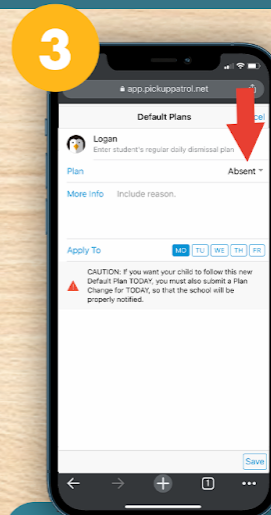 3
app.pickuppatrol.net
Default Plans
cel
Logan
Enter student's regular daily dismissal plan
Plan
Absent
More Info
Include reason.
Apply To
MO TU WE TH FR
CAUTION: If you want your child to follow this new
Default Plan TODAY, you must also submit a Plan
Change for TODAY, so that the school will be
properly notified.
Save
1